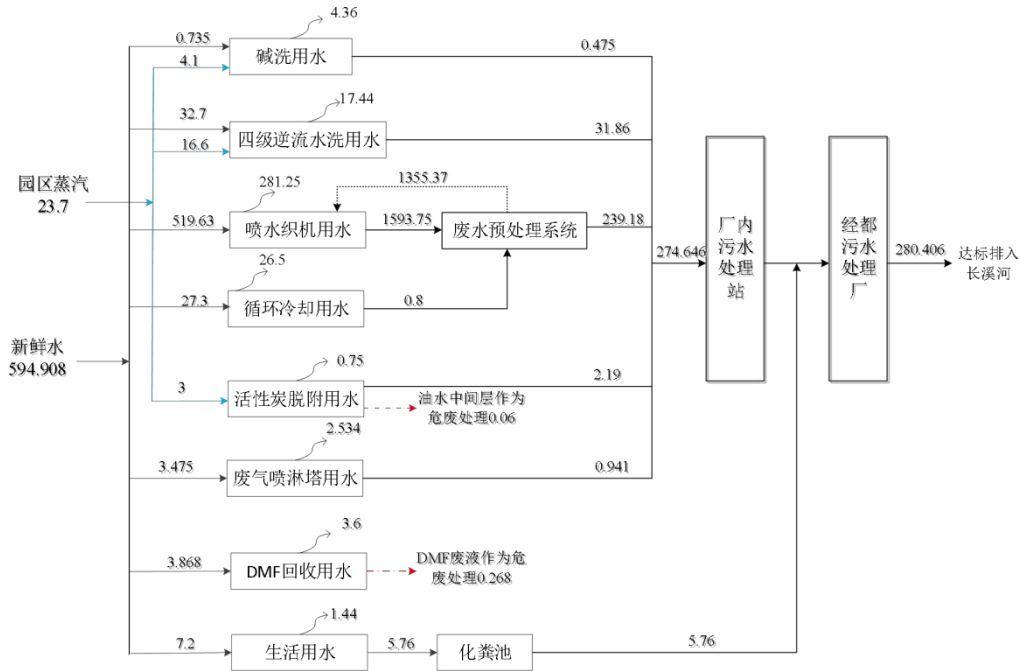 4.36
0.735
碱洗用水
0.475
4.1
17.44
32.7
四级逆流水洗用水
31.86
16.6
园区蒸汽
23.7
281.25
1355.37
519.63
喷水织机用水
1593.75
废水预处理系统
239.18
26.5
27.3
循环冷却用水
0.8
274.646
厂内
污水
处理
站
经都
污水
处理
厂
280.406
达标排入
长溪河
新鲜水
594.908
0.75
3
活性炭脱附用水
2.19
油水中间层作为
危废处理0.06
2.534
3.475
废气喷淋塔用水
0.941
3.6
3.868
DMF回收用水
DMF废液作为危
废处理0.268
1.44
7.2
生活用水
5.76
化粪池
5.76